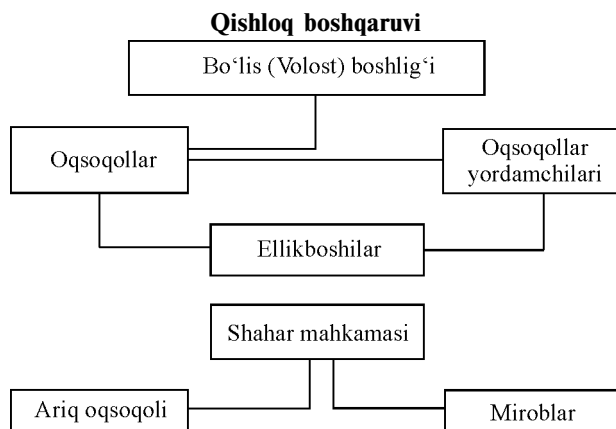 Qishloq boshqaruvi
Bo‘lis (Volost) boshlig‘i
Oqsoqollar
Oqsoqollar
yordamchilari
Ellikboshilar
Shahar mahkamasi
Ariq oqsoqoli
Miroblar